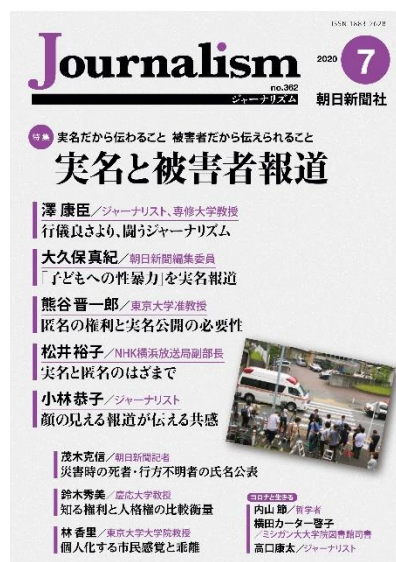 ISSN 1883-762X
Journalism
2020 7
no.362
ジャーナリズム
朝日新聞社
特集 実名だから伝わること 被害者だから伝えられること
実名と被害者報道
澤 康臣/ジャーナリスト、専修大学教授
行儀良さより、闘うジャーナリズム
大久保真紀/朝日新聞編集委員
「子どもへの性暴力」を実名報道
熊谷晋一郎/東京大学准教授
匿名の権利と実名公開の必要性
松井裕子/NHK横浜放送局副部長
実名と匿名のはざまで
小林恭子/ジャーナリスト
顔の見える報道が伝える共感
茂木克信/朝日新聞記者
災害時の死者・行方不明者の氏名公表
鈴木秀美/慶応大学教授
知る権利と人格権の比較衡量
林 香里/東京大学大学院教授
個人化する市民感覚と乖離
コロナと生きる
内山 節/哲学者
横田カーター啓子
/ミシガン大大学院図書館司書
高口康太/ジャーナリスト